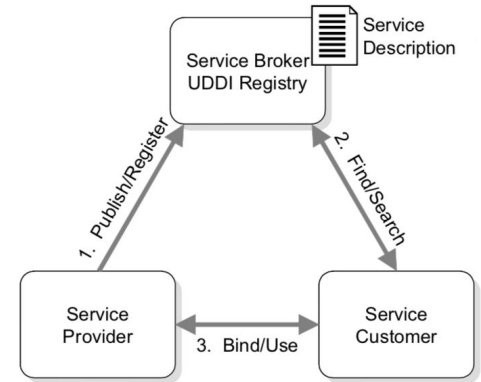 Service
Description
Service Broker
UDDI Registry
1. Publish/Register
2. Find/Search
Service
Provider
3. Bind/Use
Service
Customer